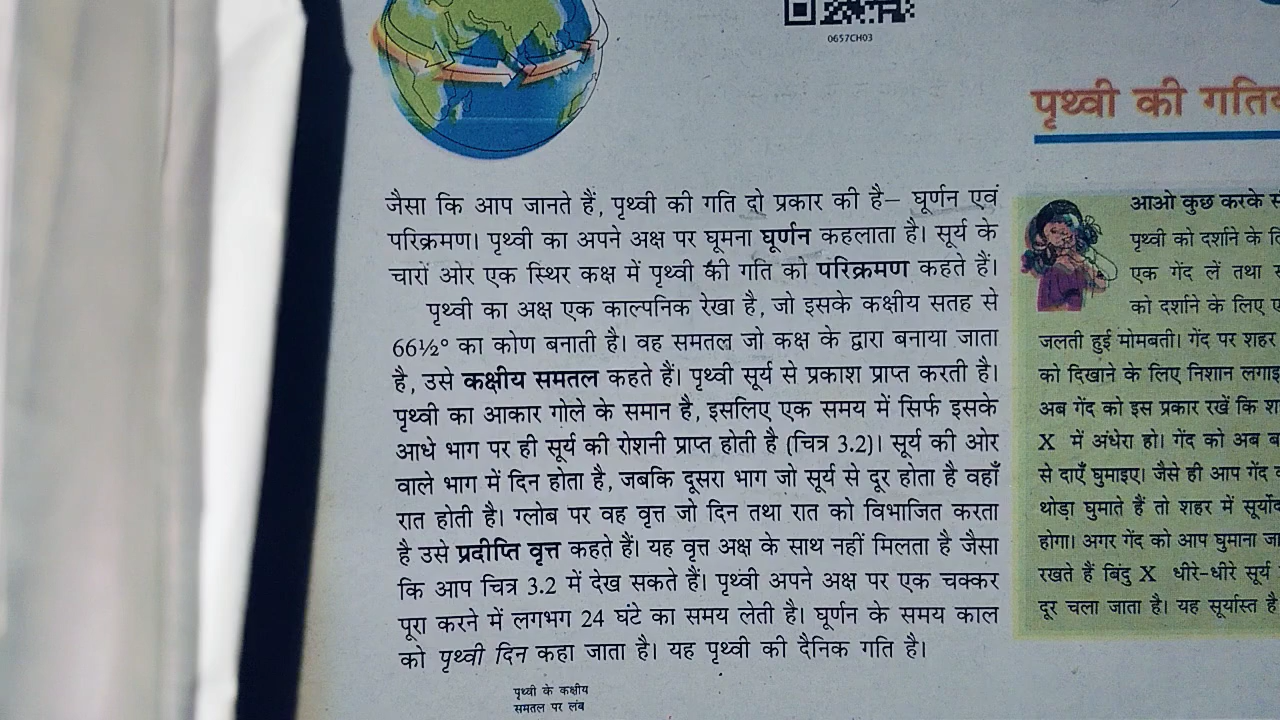 0657CH03
पृथ्वी की
जैसा कि आप जानते हैं, पृथ्वी की गति दो प्रकार की है– घूर्णन एवं
परिक्रमण। पृथ्वी का अपने अक्ष पर घूमना घूर्णन कहलाता है। सूर्य के
चारों ओर एक स्थिर कक्ष में पृथ्वी की गति को परिक्रमण कहते हैं।
पृथ्वी का अक्ष एक काल्पनिक रेखा है, जो इसके कक्षीय सतह से
66½° का कोण बनाती है। वह समतल जो कक्ष के द्वारा बनाया जाता
है, उसे कक्षीय समतल कहते हैं। पृथ्वी सूर्य से प्रकाश प्राप्त करती है।
पृथ्वी का आकार गोले के समान है, इसलिए एक समय में सिर्फ इसके
आधे भाग पर ही सूर्य की रोशनी प्राप्त होती है (चित्र 3.2)। सूर्य की ओर
वाले भाग में दिन होता है, जबकि दूसरा भाग जो सूर्य से दूर होता है वहाँ
रात होती है। ग्लोब पर वह वृत्त जो दिन तथा रात को विभाजित करता
है उसे प्रदीप्ति वृत्त कहते हैं। यह वृत्त अक्ष के साथ नहीं मिलता है जैसा
कि आप चित्र 3.2 में देख सकते हैं। पृथ्वी अपने अक्ष पर एक चक्कर
पूरा करने में लगभग 24 घंटे का समय लेती है। घूर्णन के समय काल
को पृथ्वी दिन कहा जाता है। यह पृथ्वी की दैनिक गति है।
पृथ्वी के कक्षीय
समतल पर लंब
आओ कुछ करके
पृथ्वी को दर्शाने के
एक गेंद लें तथा
को दर्शाने के लिए
जलती हुई मोमबत्ती। गेंद पर शहर
को दिखाने के लिए निशान
अब गेंद को इस प्रकार रखें कि
X में अंधेरा हो। गेंद को अब
से दाएँ घुमाइए। जैसे ही आप गेंद
थोड़ा घुमाते हैं तो शहर में
होगा। अगर गेंद को आप घुमाना
रखते हैं बिंदु X धीरे-धीरे सूर्य
दूर चला जाता है। यह सूर्यास्त है